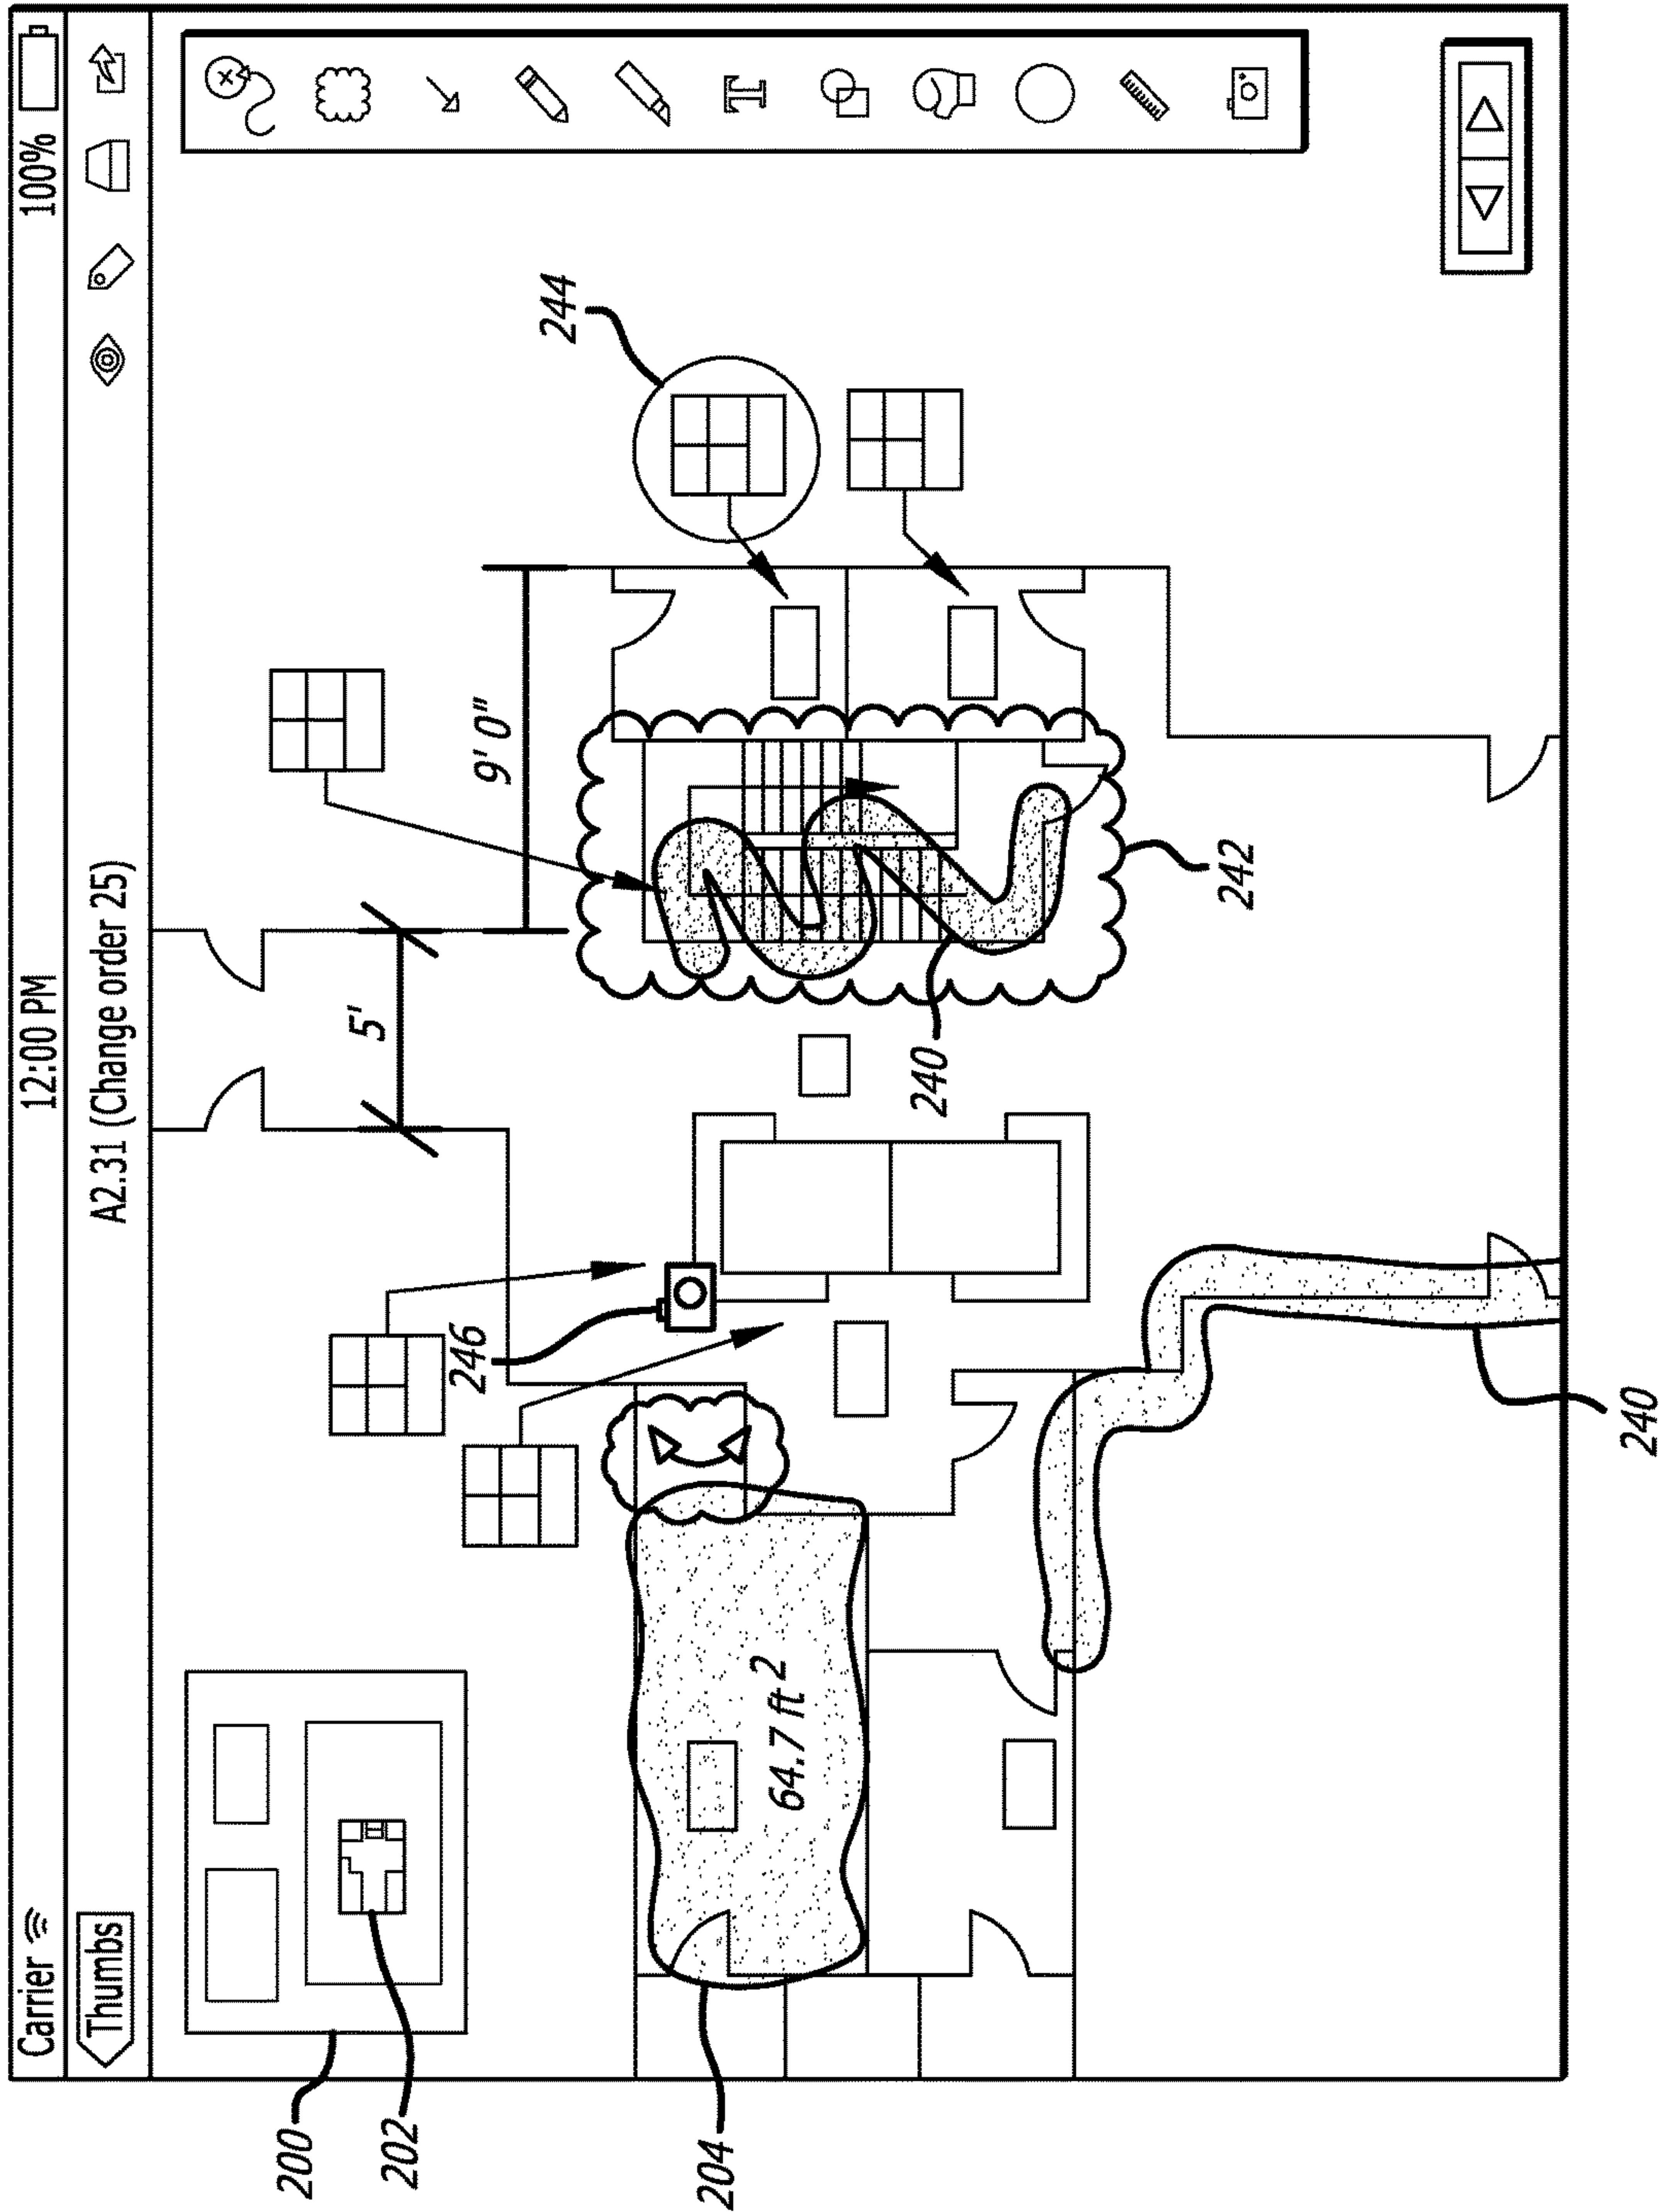 Carrier 12:00 PM 100%
Thumbs A2.31 (Change order 25)
T
200
202
5'
9' 0"
244
246
64.7 ft 2
240
242
204
240